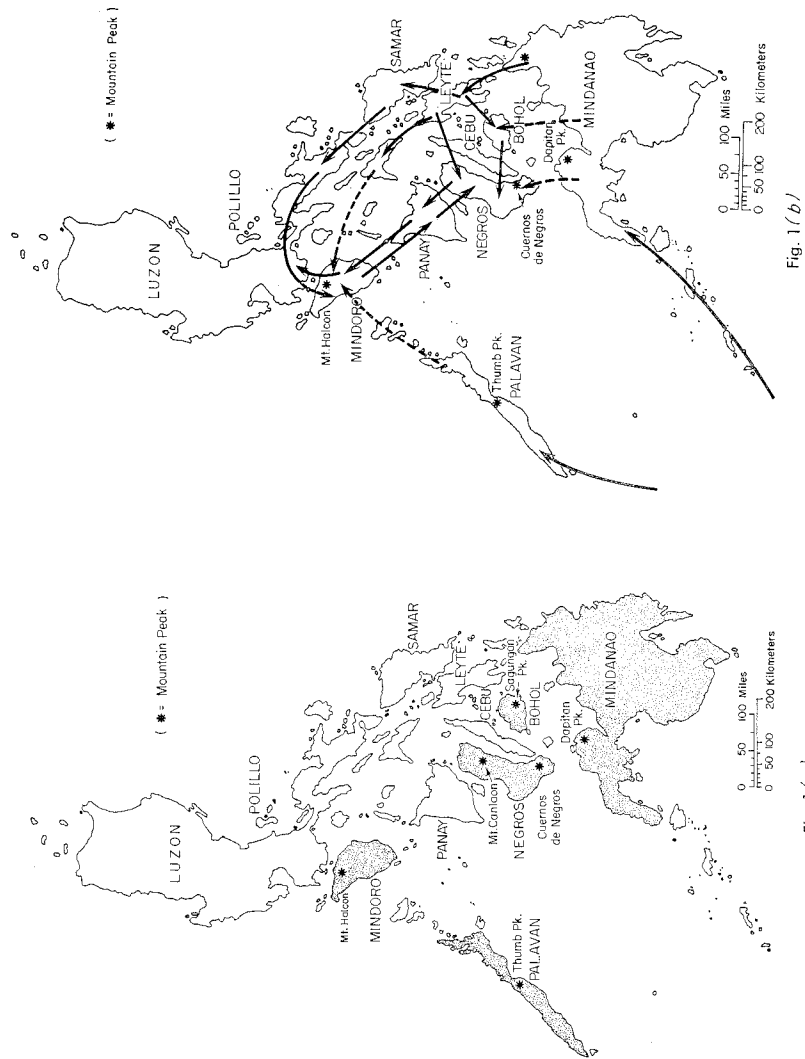 ( * = Mountain Peak )
LUZON
POLILLO
Mt. Halcon
MINDORO
SAMAR
PANAY
LEYTE
CEBU
Mt. Canlaon
NEGROS
Cuernos
de Negros
Sagungan
Pk.
BOHOL
Dapitan
Pk.
Thumb Pk.
PALAVAN
MINDANAO
0 50 100 Miles
0 50 100 200 Kilometers
( * = Mountain Peak )
LUZON
POLILLO
Mt. Halcon
MINDORO
SAMAR
PANAY
LEYTE
CEBU
NEGROS
BOHOL
Cuernos
de Negros
Dapitan
Pk.
Thumb Pk.
PALAVAN
MINDANAO
0 50 100 Miles
0 50 100 200 Kilometers
Fig. 1(b)